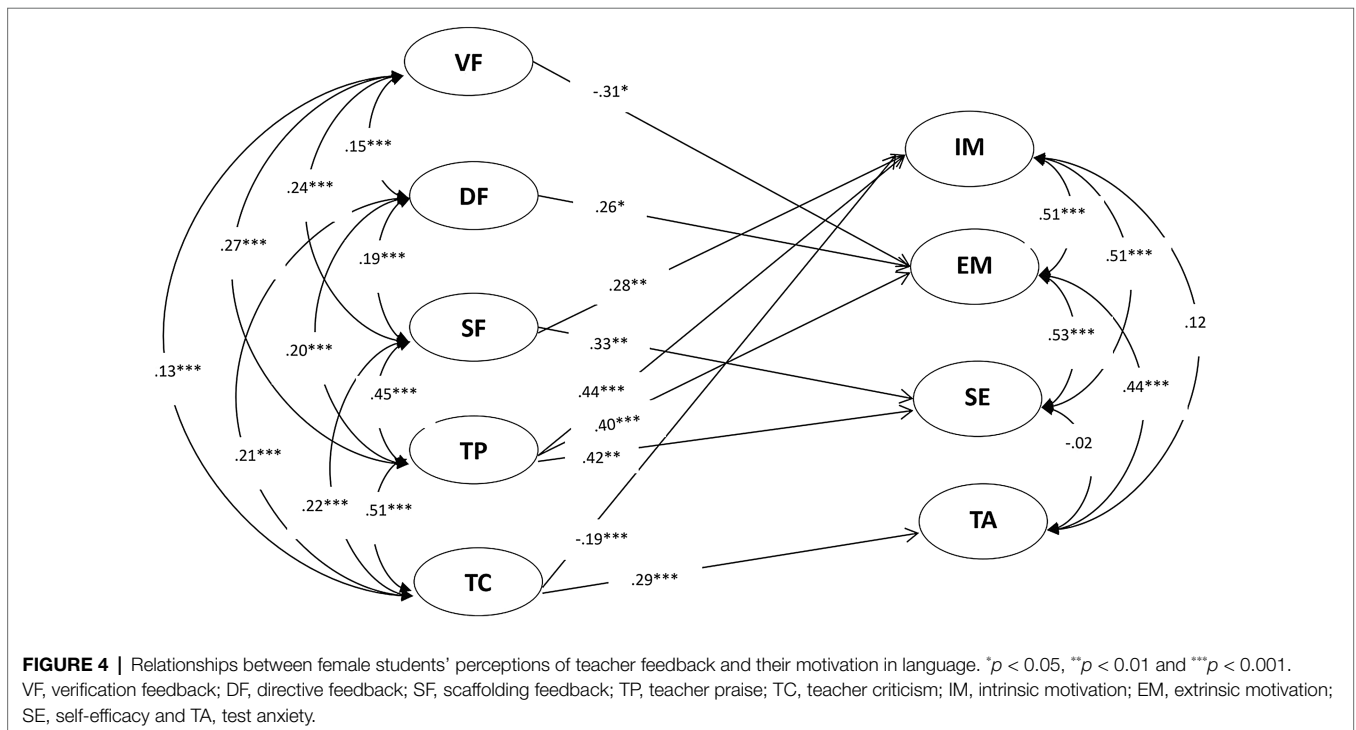 VF
-.31*
IM
.15***
.24***
DF
.26*
.51***
.27***
.19***
.51***
EM
.28**
SF
.12
.20***
.33**
.53***
.13***
.45***
.44***
SE
.44***
.40***
TP
.42**
-.02
.21***
.22***
.51***
TA
-.19***
TC
.29***
FIGURE 4 | Relationships between female students’ perceptions of teacher feedback and their motivation in language. *p < 0.05, **p < 0.01 and ***p < 0.001.
VF, verification feedback; DF, directive feedback; SF, scaffolding feedback; TP, teacher praise; TC, teacher criticism; IM, intrinsic motivation; EM, extrinsic motivation;
SE, self-efficacy and TA, test anxiety.